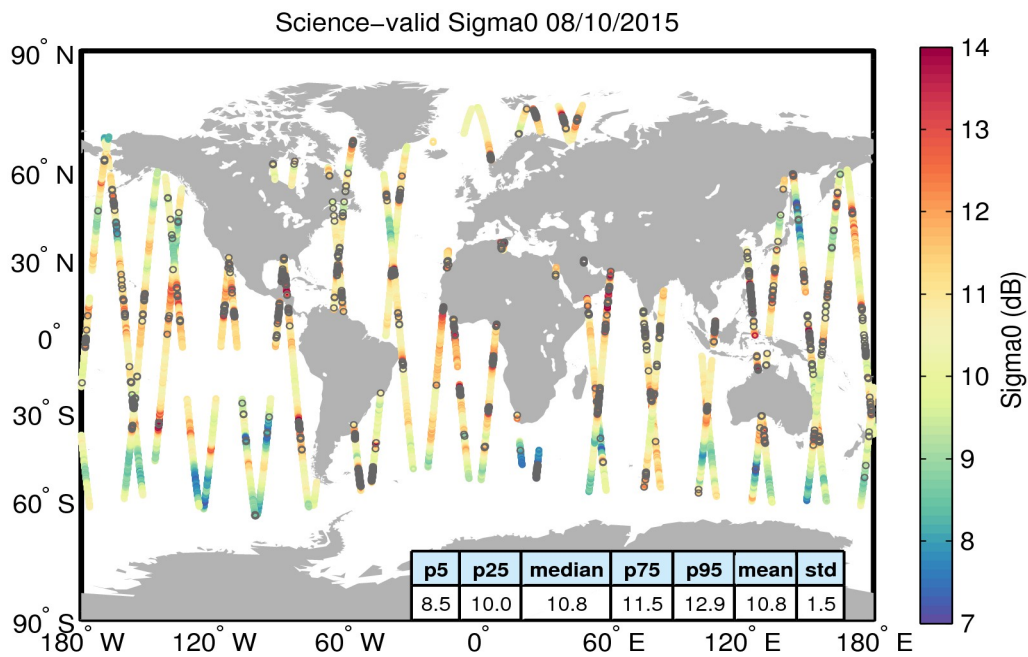 Science−valid Sigma0 08/10/2015
90° N
60° N
30° N
0°
30° S
60° S
90° S
180° W
120° W
60° W
0°
60° E
120° E
180° E
p5 p25 median p75 p95 mean std
8.5 10.0 10.8 11.5 12.9 10.8 1.5
14
13
12
11
10
9
8
7
Sigma0 (dB)